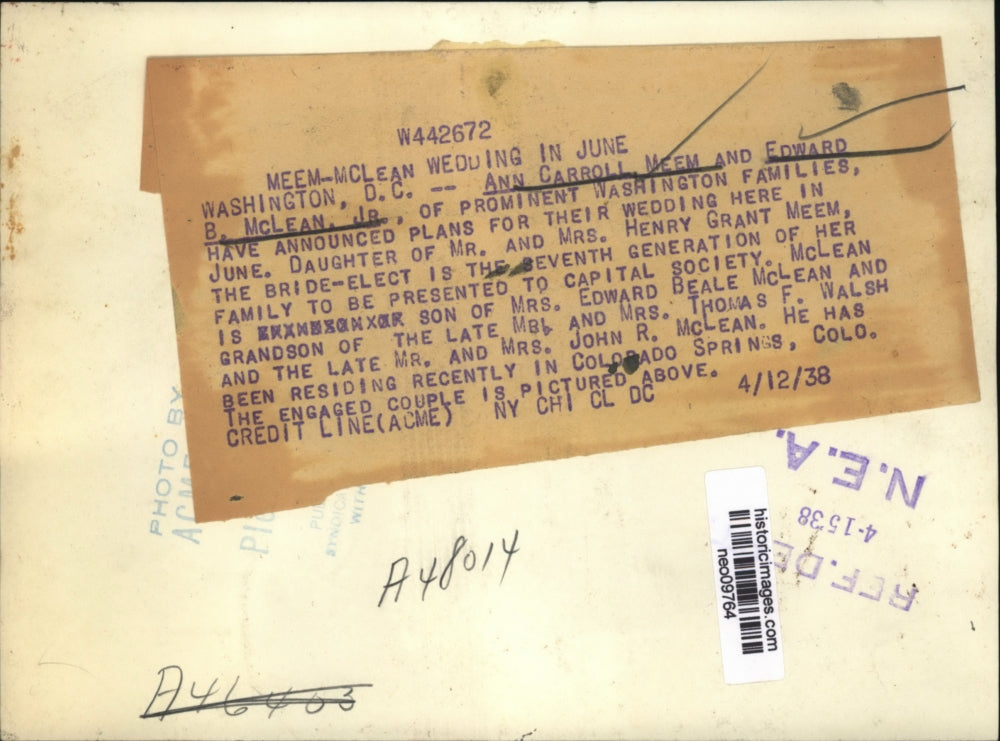 W442672
MEEM-MCLEAN WEDDING IN JUNE
WASHINGTON, D.C. -- ANN CARROLL MEEM AND EDWARD
B. MCLEAN, JR., OF PROMINENT WASHINGTON FAMILIES,
HAVE ANNOUNCED PLANS FOR THEIR WEDDING HERE IN
JUNE. DAUGHTER OF MR. AND MRS. HENRY GRANT MEEM,
THE BRIDE-ELECT IS THE SEVENTH GENERATION OF HER
FAMILY TO BE PRESENTED TO CAPITAL SOCIETY. MCLEAN
IS SON OF MRS. EDWARD BEALE MCLEAN AND
GRANDSON OF THE LATE MR. AND MRS. THOMAS F. WALSH
AND THE LATE MR. AND MRS. JOHN R. MCLEAN. HE HAS
BEEN RESIDING RECENTLY IN COLORADO SPRINGS, COLO.
THE ENGAGED COUPLE IS PICTURED ABOVE.
CREDIT LINE(ACME) NY CHI CL DC 4/12/38
PHOTO BY
ACME
N.E.A.
4-1538
REF.DE
historicimages.com
neo09764
A48014
A46403